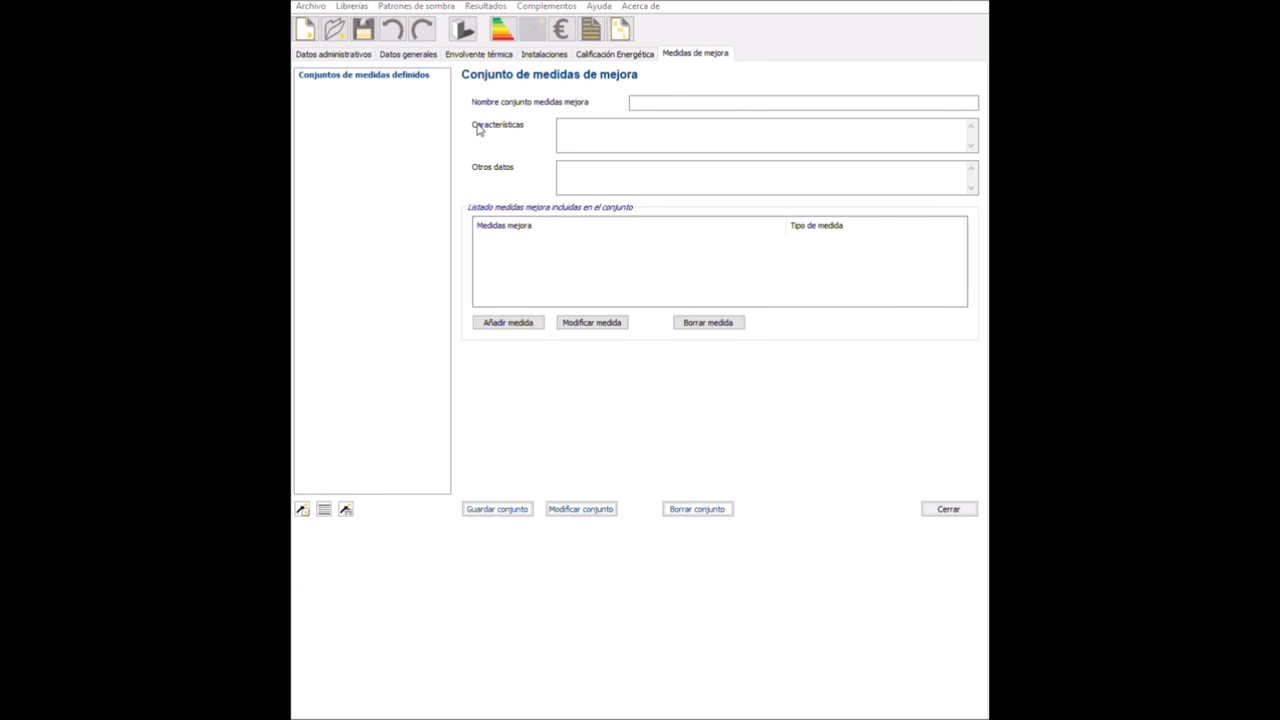 Archivo Librerías Patrones de sombra Resultados Complementos Ayuda Acerca de
Datos administrativos Datos generales Envolvente térmica Instalaciones Calificación Energética Medidas de mejora
Conjuntos de medidas definidos
Conjunto de medidas de mejora
Nombre conjunto medidas mejora
Características
Otros datos
Listado medidas mejora incluidas en el conjunto
Medidas mejora Tipo de medida
Añadir medida Modificar medida Borrar medida
Guardar conjunto Modificar conjunto Borrar conjunto Cerrar